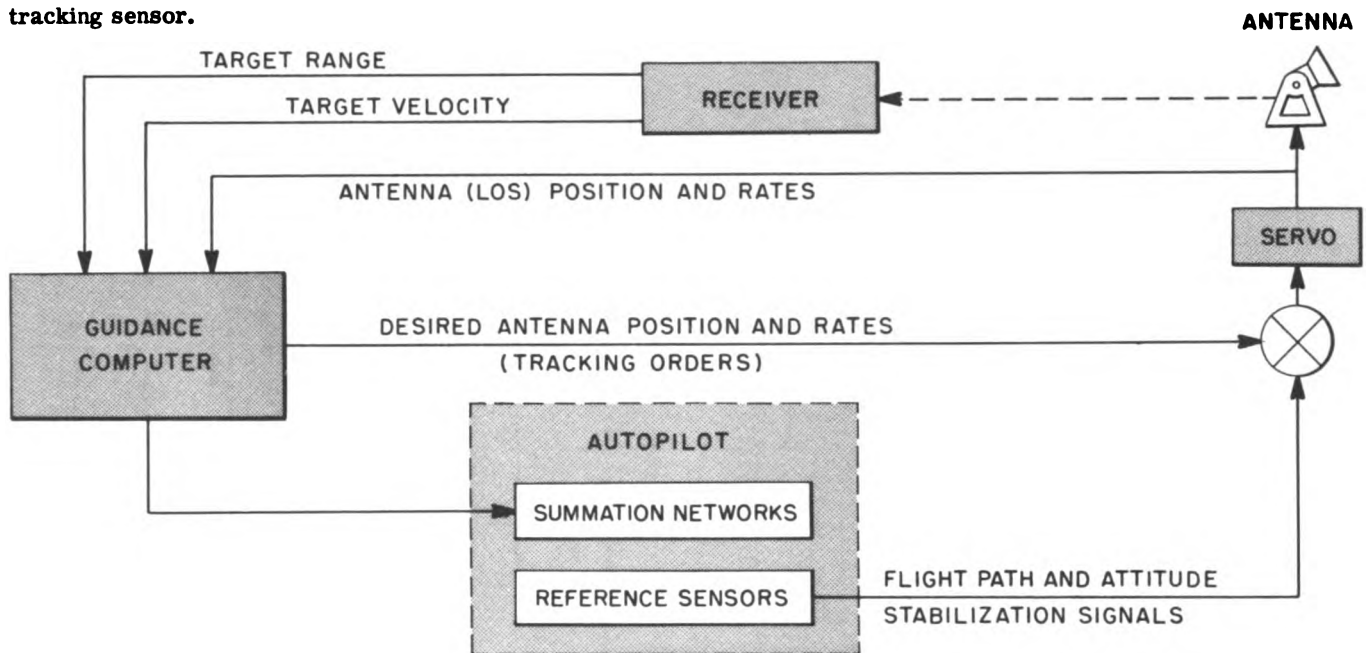 tracking sensor.
ANTENNA
TARGET RANGE
RECEIVER
TARGET VELOCITY
ANTENNA (LOS) POSITION AND RATES
SERVO
GUIDANCE
COMPUTER
DESIRED ANTENNA POSITION AND RATES
(TRACKING ORDERS)
AUTOPILOT
SUMMATION NETWORKS
REFERENCE SENSORS
FLIGHT PATH AND ATTITUDE
STABILIZATION SIGNALS